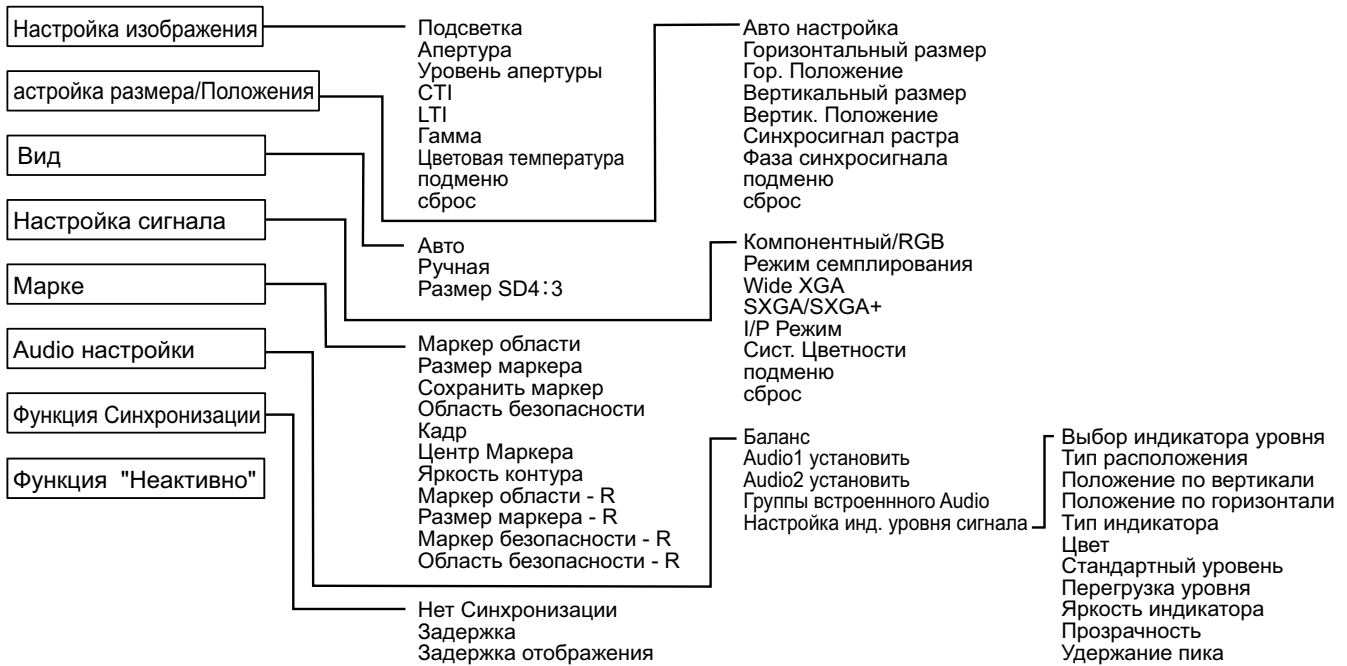 Настройка изображения
астройка размера/Положения
Вид
Настройка сигнала
Марке
Audio настройки
Функция Синхронизации
Функция "Неактивно"
Подсветка
Апертура
Уровень апертуры
CTI
LTI
Гамма
Цветовая температура
подменю
сброс
Авто настройка
Горизонтальный размер
Гор. Положение
Вертикальный размер
Вертик. Положение
Синхросигнал растра
Фаза синхросигнала
подменю
сброс
Авто
Ручная
Размер SD4:3
Компонентный/RGB
Режим семплирования
Wide XGA
SXGA/SXGA+
I/P Режим
Сист. Цветности
подменю
сброс
Маркер области
Размер маркера
Сохранить маркер
Область безопасности
Кадр
Центр Маркера
Яркость контура
Маркер области - R
Размер маркера - R
Маркер безопасности - R
Область безопасности - R
Баланс
Audio1 установить
Audio2 установить
Группы встроеннного Audio
Настройка инд. уровня сигнала
Выбор индикатора уровня
Тип расположения
Положение по вертикали
Положение по горизонтали
Тип индикатора
Цвет
Стандартный уровень
Перегрузка уровня
Яркость индикатора
Прозрачность
Удержание пика
Нет Синхронизации
Задержка
Задержка отображения